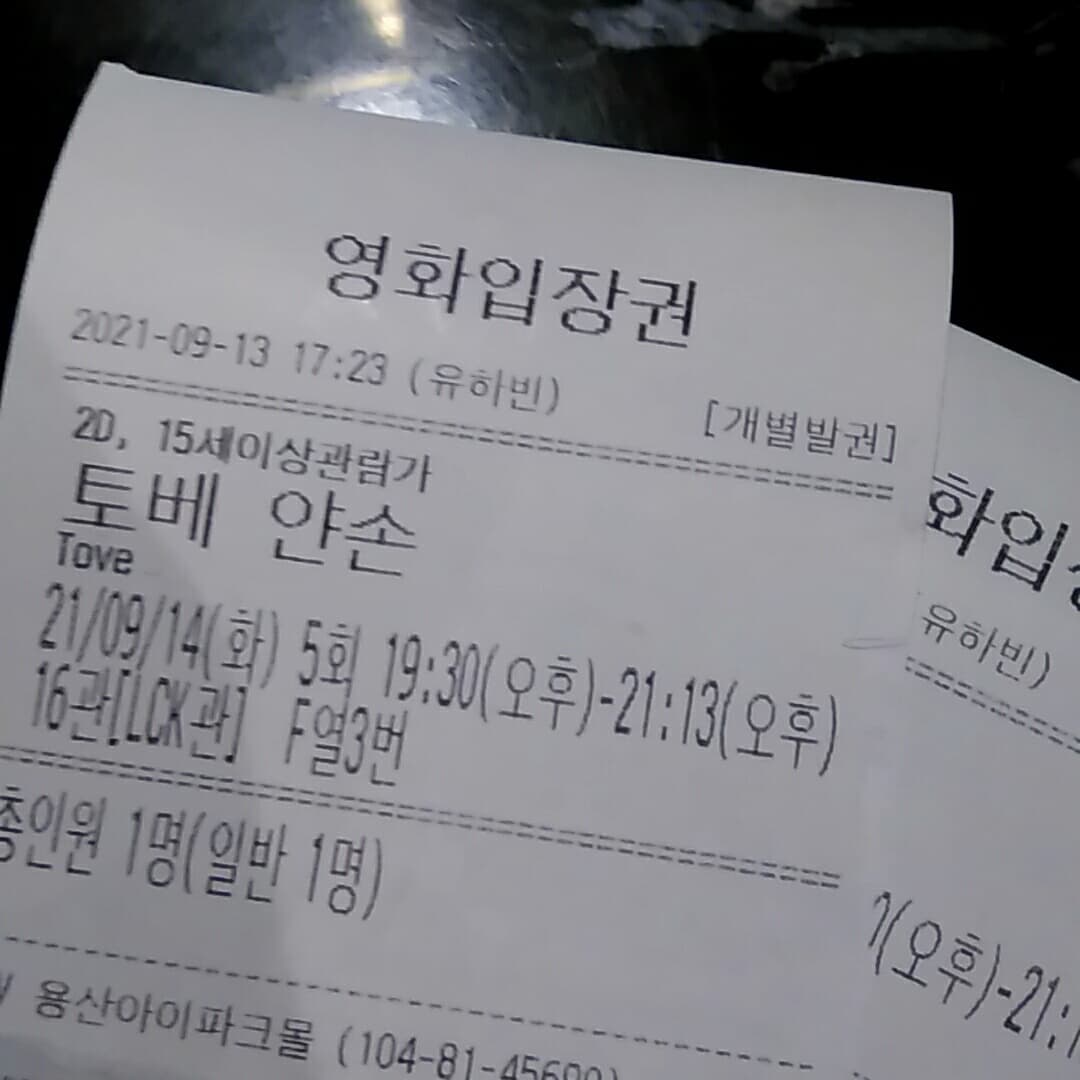 영화입장권
2021-09-13 17:23 (유하빈)
[개별발권]
2D, 15세이상관람가
토베 얀손
Tove
21/09/14(화) 5회 19:30(오후)-21:13(오후)
16관[LCK관] F열3번
총인원 1명(일반 1명)
용산아이파크몰 (104-81-45690)
화입
유하빈)
(오후)-21:1